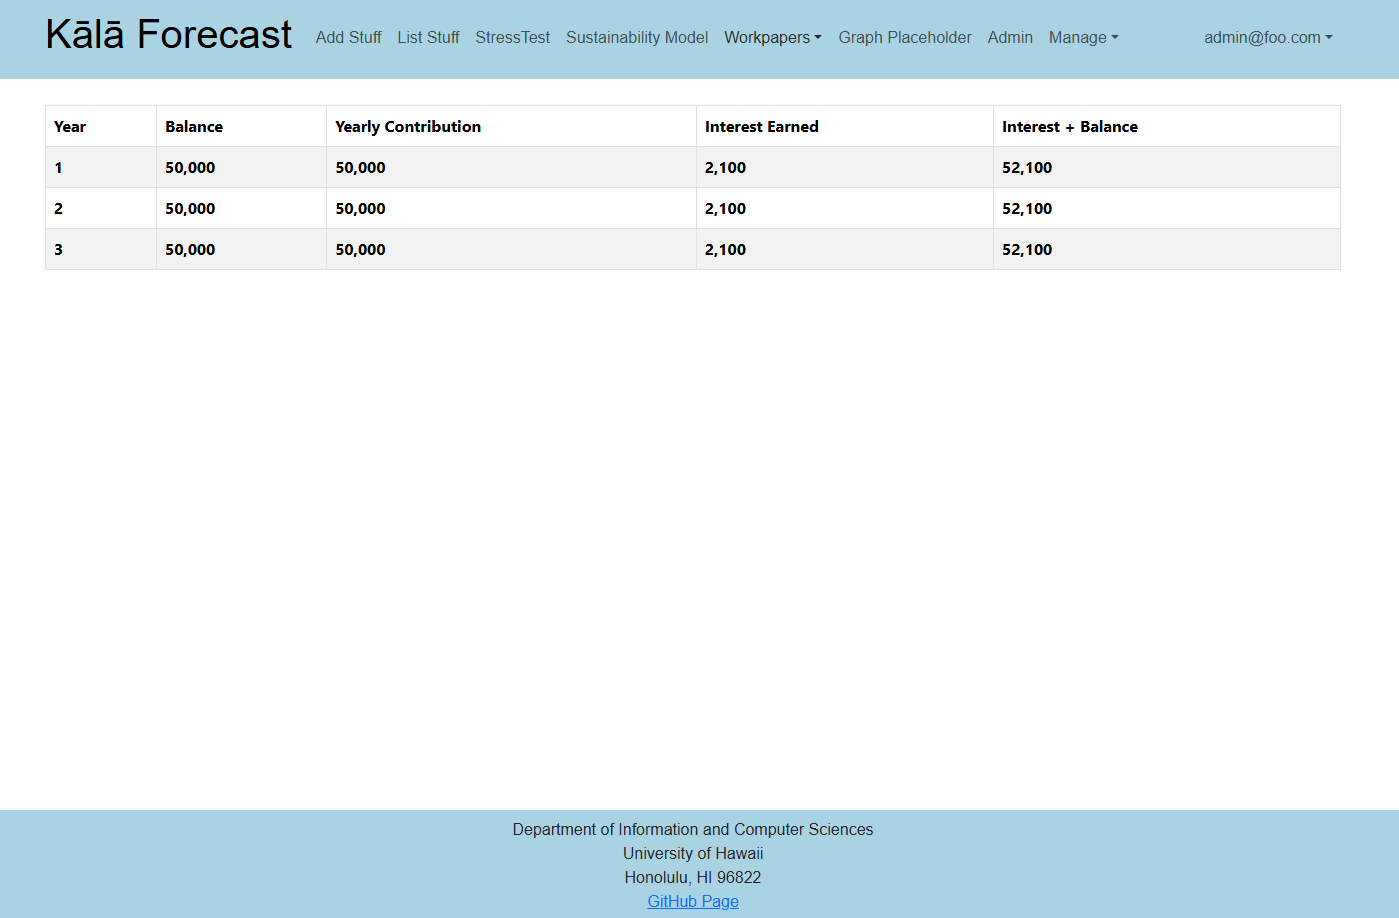 Kālā Forecast Add Stuff List Stuff StressTest Sustainability Model Workpapers Graph Placeholder Admin Manage admin@foo.com
Year Balance Yearly Contribution Interest Earned Interest + Balance
1 50,000 50,000 2,100 52,100
2 50,000 50,000 2,100 52,100
3 50,000 50,000 2,100 52,100
Department of Information and Computer Sciences
University of Hawaii
Honolulu, HI 96822
GitHub Page